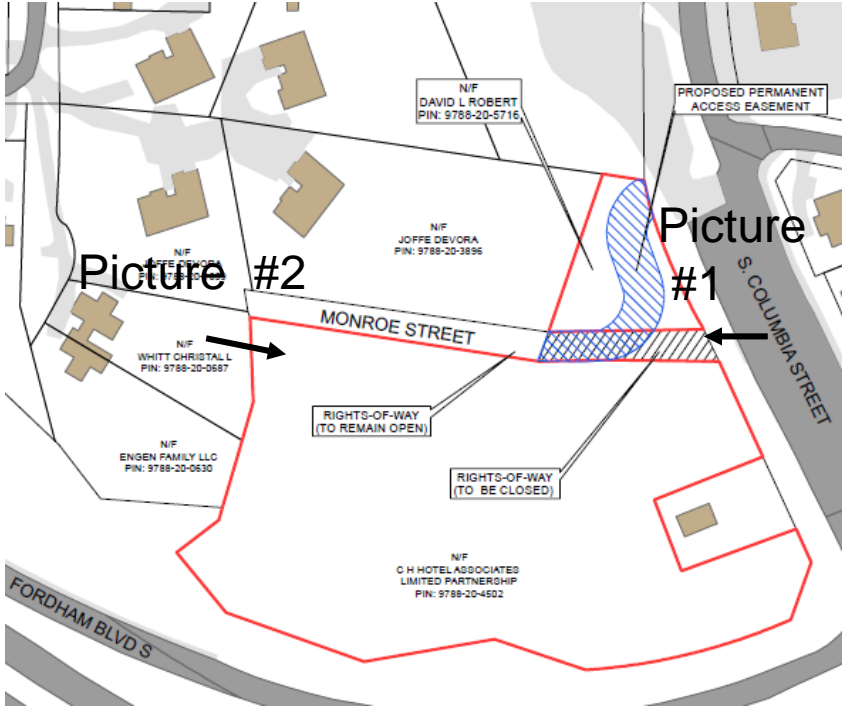 N/F
DAVID L ROBERT
PIN: 9788-20-5716
PROPOSED PERMANENT
ACCESS EASEMENT
N/F
JOFFE DEVORA
PIN: 9788-20-3896
Picture
#1
N/F
JOFFE DEVORA
Picture #2
S. COLUMBIA STREET
MONROE STREET
N/F
WHITT CHRISTAL L
PIN: 9788-20-0687
RIGHTS-OF-WAY
(TO REMAIN OPEN)
N/F
ENGEN FAMILY LLC
PIN: 9788-20-0630
RIGHTS-OF-WAY
(TO BE CLOSED)
N/F
C H HOTEL ASSOCIATES
LIMITED PARTNERSHIP
PIN: 9788-20-4502
FORDHAM BLVD S